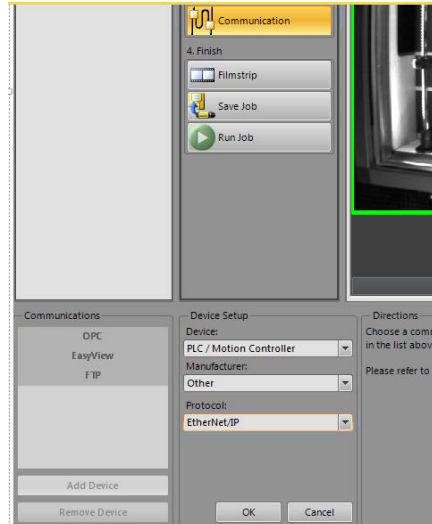 Communication
4. Finish
Filmstrip
Save Job
Run Job
Communications
OPC
EasyView
FTP
Add Device
Remove Device
Device Setup
Device:
PLC / Motion Controller
Manufacturer:
Other
Protocol:
EtherNet/IP
OK Cancel
Directions
Choose a comm
in the list abov
Please refer to